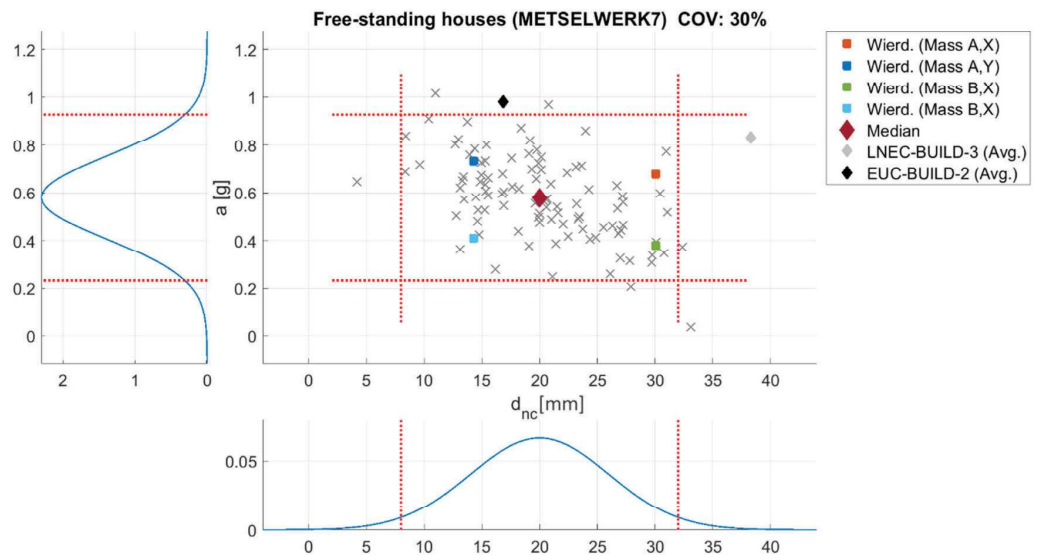 Free-standing houses (METSELWERK7) COV: 30%
1.2
1
0.8
0.6
0.4
0.2
0
2 1 0
a [g]
1.2
1
0.8
0.6
0.4
0.2
0
0 5 10 15 20 25 30 35 40
d_nc[mm]
Wierd. (Mass A,X)
Wierd. (Mass A,Y)
Wierd. (Mass B,X)
Wierd. (Mass B,X)
Median
LNEC-BUILD-3 (Avg.)
EUC-BUILD-2 (Avg.)
0.05
0
0 5 10 15 20 25 30 35 40